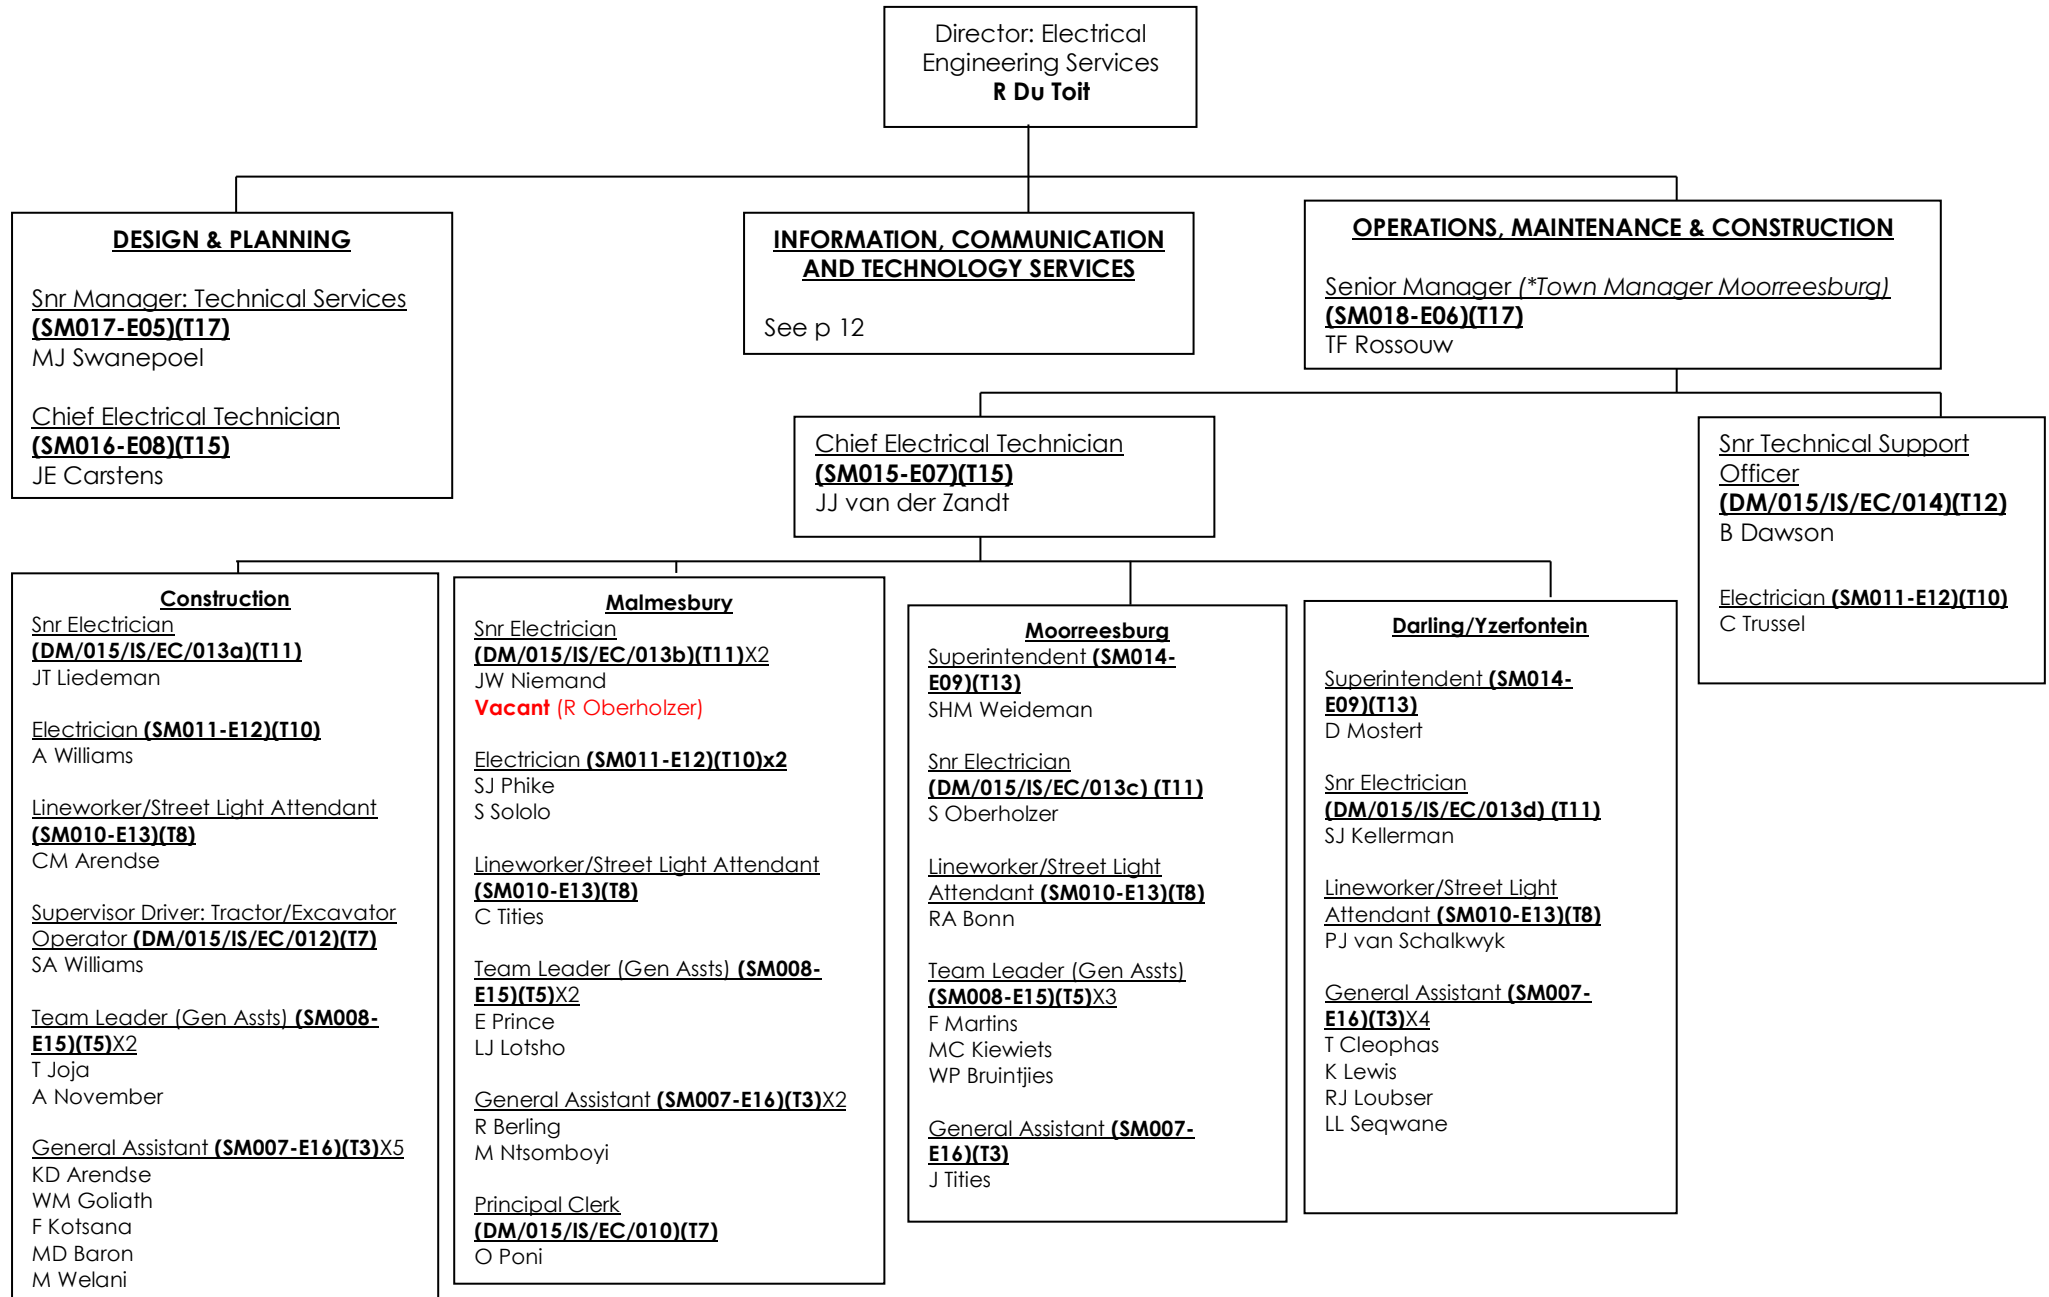 Director: Electrical
Engineering Services
R Du Toit
DESIGN & PLANNING
Snr Manager: Technical Services
(SM017-E05)(T17)
MJ Swanepoel
Chief Electrical Technician
(SM016-E08)(T15)
JE Carstens
INFORMATION, COMMUNICATION
AND TECHNOLOGY SERVICES
See p 12
OPERATIONS, MAINTENANCE & CONSTRUCTION
Senior Manager (*Town Manager Moorreesburg)
(SM018-E06)(T17)
TF Rossouw
Chief Electrical Technician
(SM015-E07)(T15)
JJ van der Zandt
Snr Technical Support
Officer
(DM/015/IS/EC/014)(T12)
B Dawson
Electrician (SM011-E12)(T10)
C Trussel
Construction
Snr Electrician
(DM/015/IS/EC/013a)(T11)
JT Liedeman
Electrician (SM011-E12)(T10)
A Williams
Lineworker/Street Light Attendant
(SM010-E13)(T8)
CM Arendse
Supervisor Driver: Tractor/Excavator
Operator (DM/015/IS/EC/012)(T7)
SA Williams
Team Leader (Gen Assts) (SM008-
E15)(T5)X2
T Joja
A November
General Assistant (SM007-E16)(T3)X5
KD Arendse
WM Goliath
F Kotsana
MD Baron
M Welani
Malmesbury
Snr Electrician
(DM/015/IS/EC/013b)(T11)X2
JW Niemand
Vacant (R Oberholzer)
Electrician (SM011-E12)(T10)x2
SJ Phike
S Sololo
Lineworker/Street Light Attendant
(SM010-E13)(T8)
C Tities
Team Leader (Gen Assts) (SM008-
E15)(T5)X2
E Prince
LJ Lotsho
General Assistant (SM007-E16)(T3)X2
R Berling
M Ntsomboyi
Principal Clerk
(DM/015/IS/EC/010)(T7)
O Poni
Moorreesburg
Superintendent (SM014-
E09)(T13)
SHM Weideman
Snr Electrician
(DM/015/IS/EC/013c) (T11)
S Oberholzer
Lineworker/Street Light
Attendant (SM010-E13)(T8)
RA Bonn
Team Leader (Gen Assts)
(SM008-E15)(T5)X3
F Martins
MC Kiewiets
WP Bruintjies
General Assistant (SM007-
E16)(T3)
J Tities
Darling/Yzerfontein
Superintendent (SM014-
E09)(T13)
D Mostert
Snr Electrician
(DM/015/IS/EC/013d) (T11)
SJ Kellerman
Lineworker/Street Light
Attendant (SM010-E13)(T8)
PJ van Schalkwyk
General Assistant (SM007-
E16)(T3)X4
T Cleophas
K Lewis
RJ Loubser
LL Seqwane